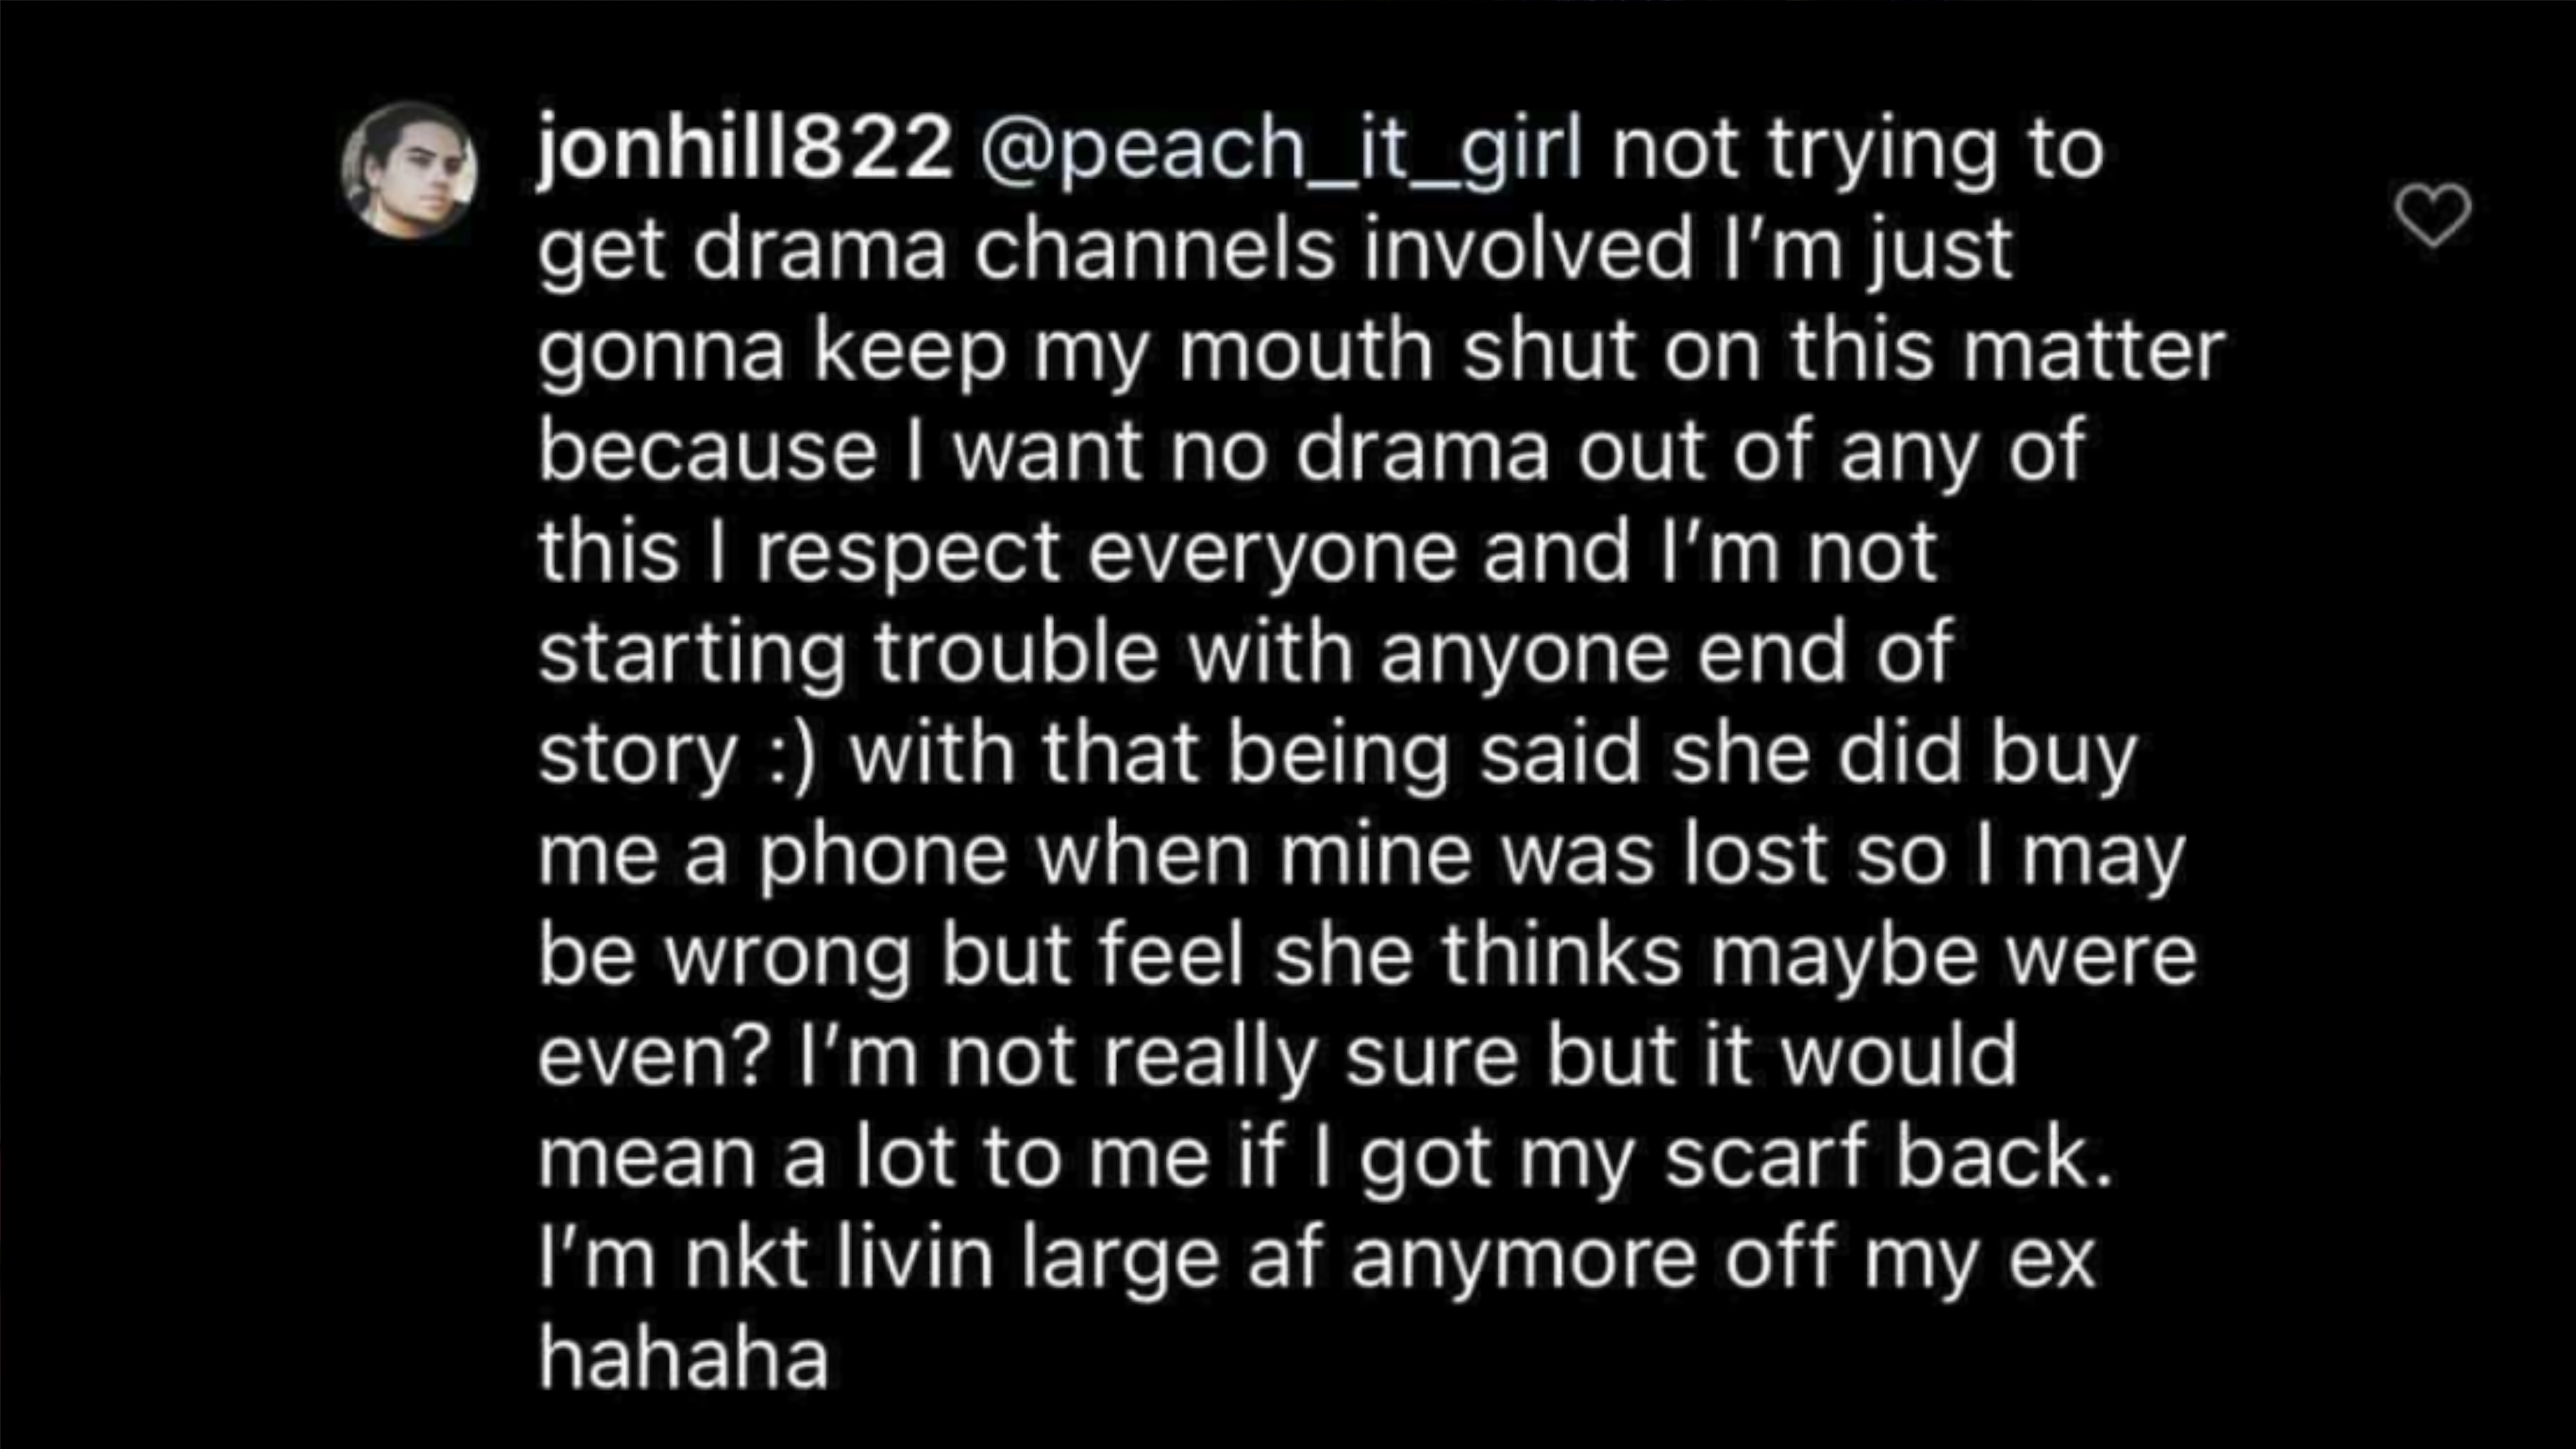 jonhill822 @peach_it_girl not trying to
get drama channels involved I'm just
gonna keep my mouth shut on this matter
because I want no drama out of any of
this I respect everyone and I'm not
starting trouble with anyone end of
story :) with that being said she did buy
me a phone when mine was lost so I may
be wrong but feel she thinks maybe were
even? I'm not really sure but it would
mean a lot to me if I got my scarf back.
I'm nkt livin large af anymore off my ex
hahaha